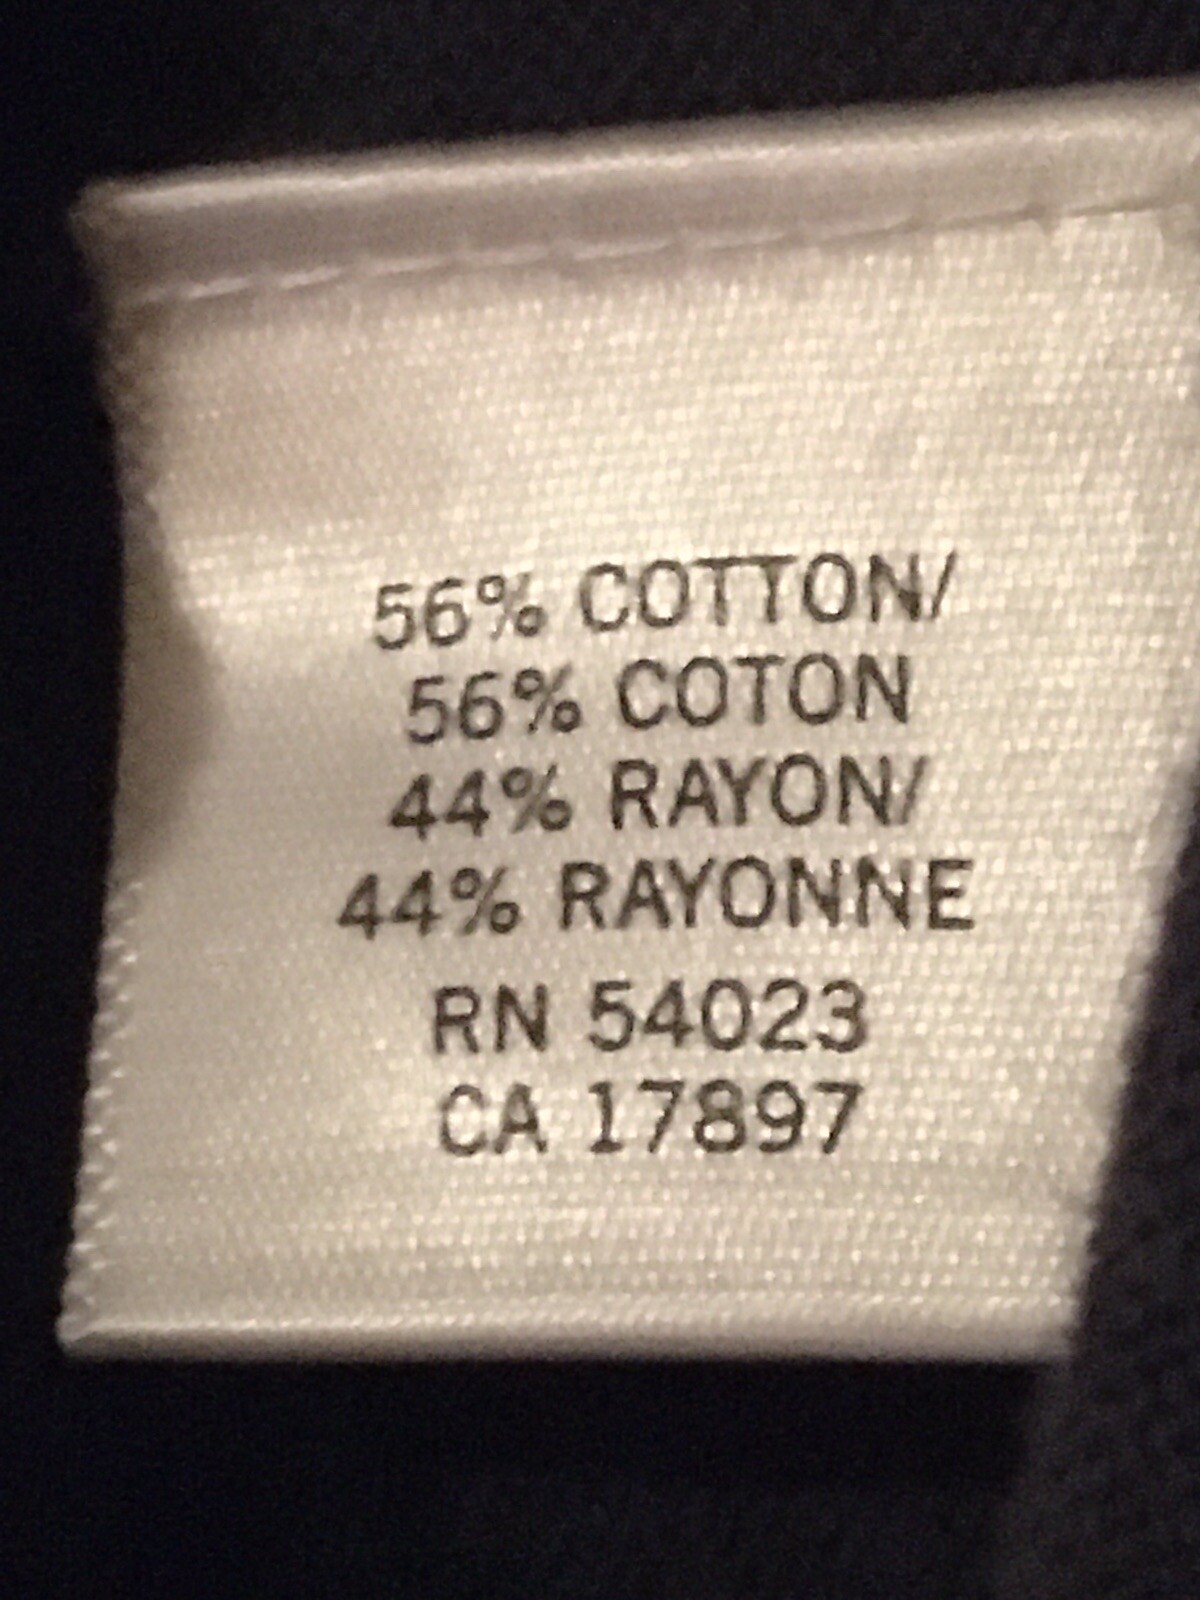 56% COTTON/
56% COTON
44% RAYON/
44% RAYONNE
RN 54023
CA 17897